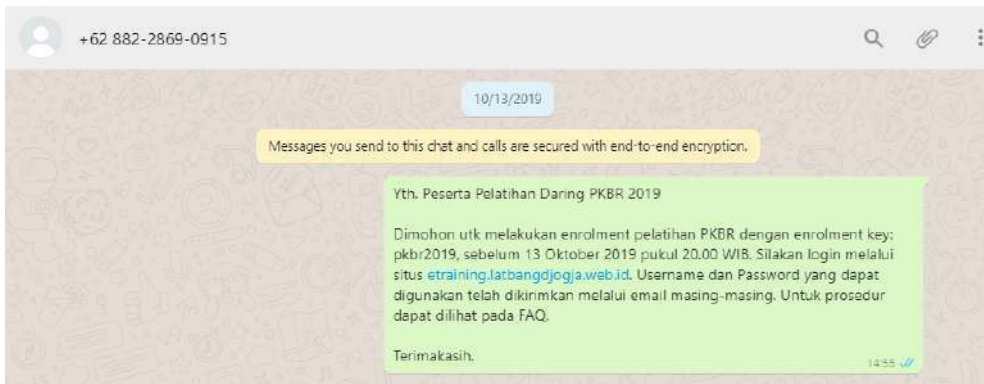 +62 882-2869-0915
10/13/2019
Messages you send to this chat and calls are secured with end-to-end encryption.
Yth. Peserta Pelatihan Daring PKBR 2019
Dimohon utk melakukan enrolment pelatihan PKBR dengan enrolment key:
pkbr2019, sebelum 13 Oktober 2019 pukul 20.00 WIB. Silakan login melalui
situs etraining.latbangdjogja.web.id. Username dan Password yang dapat
digunakan telah dikirimkan melalui email masing-masing. Untuk prosedur
dapat dilihat pada FAQ.
Terimakasih.
14:55